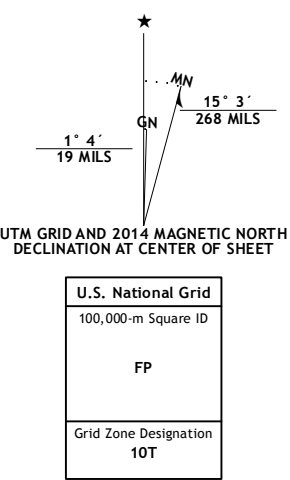 MN
15° 3´
268 MILS
GN
1° 4´
19 MILS
UTM GRID AND 2014 MAGNETIC NORTH
DECLINATION AT CENTER OF SHEET
U.S. National Grid
100,000-m Square ID
FP
Grid Zone Designation
10T